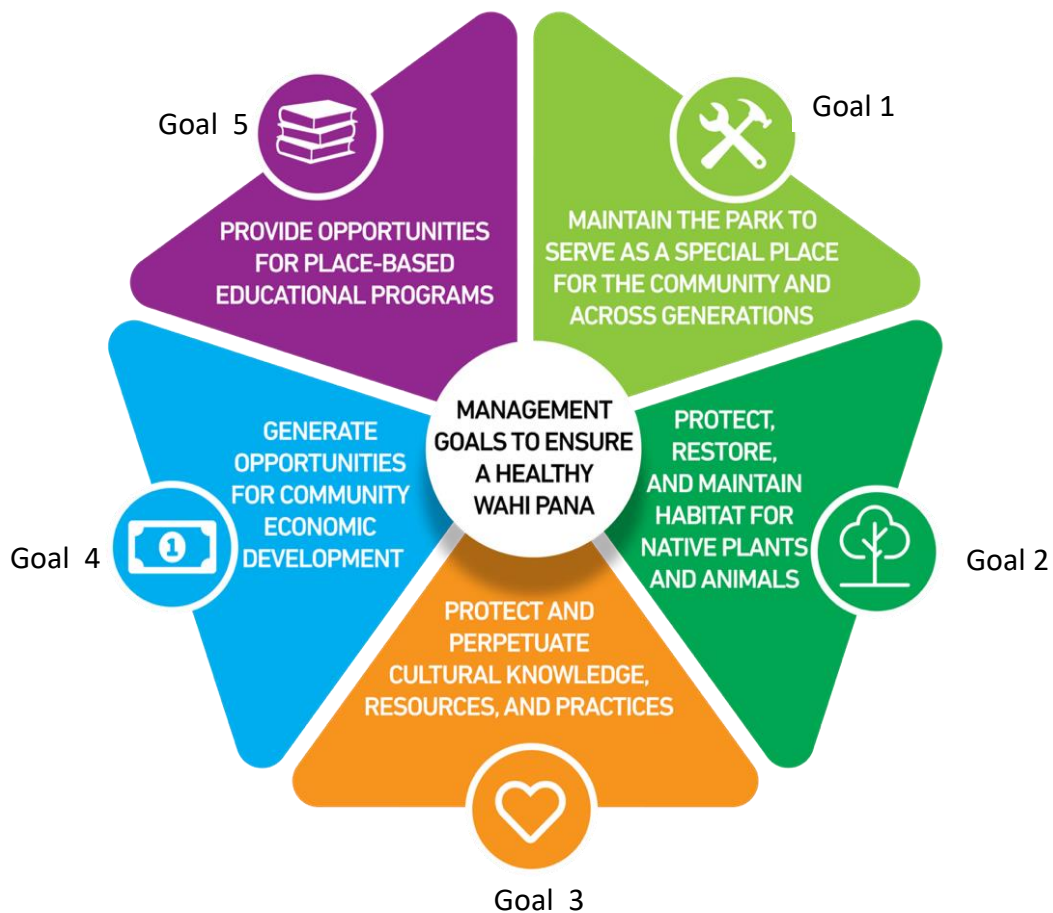 Goal 1
MAINTAIN THE PARK TO
SERVE AS A SPECIAL PLACE
FOR THE COMMUNITY AND
ACROSS GENERATIONS
Goal 2
PROTECT,
RESTORE,
AND MAINTAIN
HABITAT FOR
NATIVE PLANTS
AND ANIMALS
Goal 3
PROTECT AND
PERPETUATE
CULTURAL KNOWLEDGE,
RESOURCES, AND PRACTICES
Goal 4
GENERATE
OPPORTUNITIES
FOR COMMUNITY
ECONOMIC
DEVELOPMENT
1
Goal 5
PROVIDE OPPORTUNITIES
FOR PLACE-BASED
EDUCATIONAL PROGRAMS
MANAGEMENT
GOALS TO ENSURE
A HEALTHY
WAHI PANA